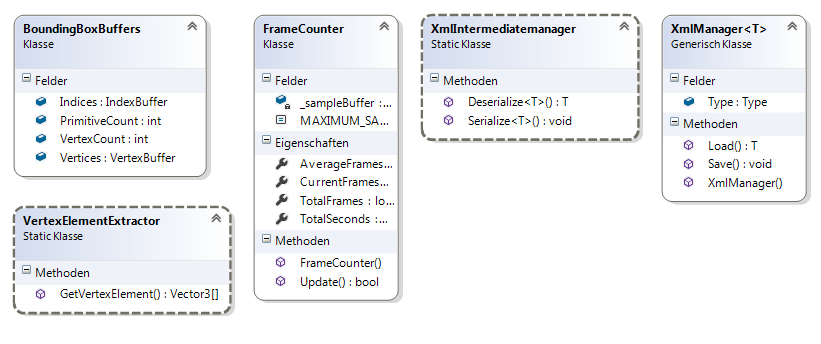 BoundingBoxBuffers
Klasse
Felder
Indices : IndexBuffer
PrimitiveCount : int
VertexCount : int
Vertices : VertexBuffer
VertexElementExtractor
Static Klasse
Methoden
GetVertexElement() : Vector3[]
FrameCounter
Klasse
Felder
_sampleBuffer :...
MAXIMUM_SA...
Eigenschaften
AverageFrames...
CurrentFrames...
TotalFrames : lo...
TotalSeconds :...
Methoden
FrameCounter()
Update() : bool
XmlIntermediatemanager
Static Klasse
Methoden
Deserialize<T>() : T
Serialize<T>() : void
XmlManager<T>
Generisch Klasse
Felder
Type : Type
Methoden
Load() : T
Save() : void
XmlManager()